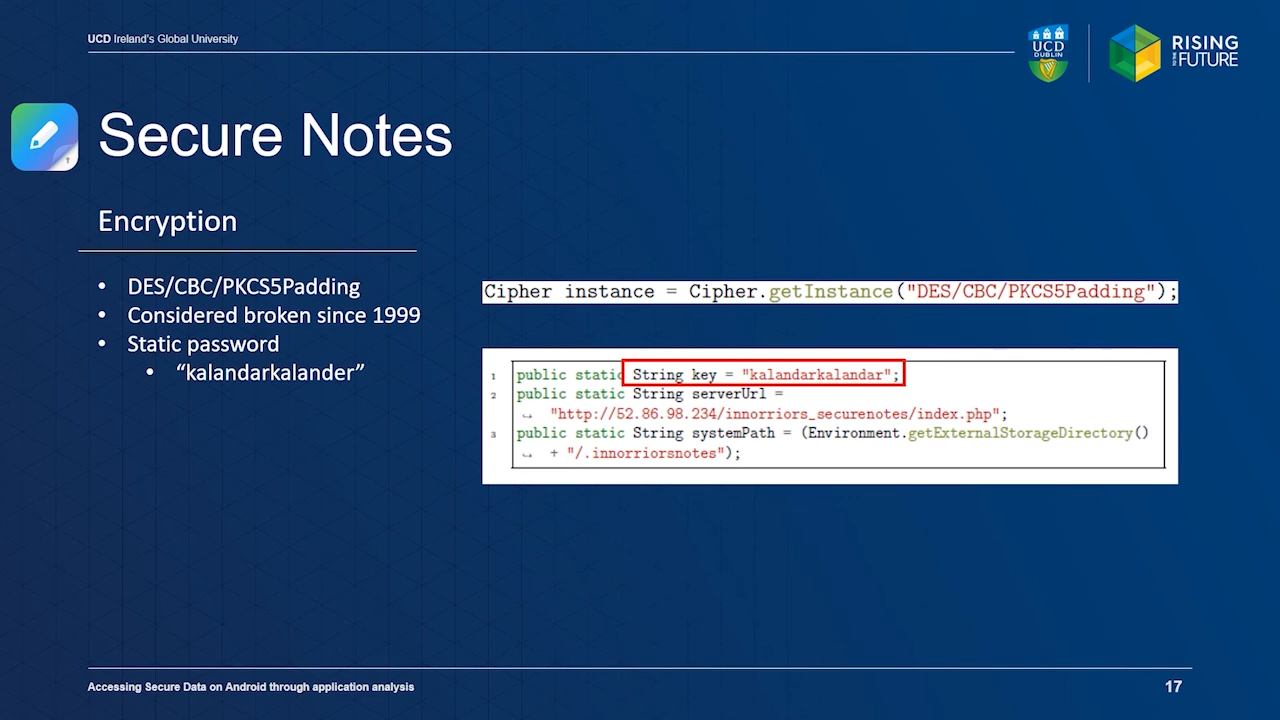 UCD Ireland's Global University
UCD
DUBLIN
RISING
TO THE FUTURE
Secure Notes
Encryption
• DES/CBC/PKCS5Padding
• Considered broken since 1999
• Static password
• “kalandarkalander”
Cipher instance = Cipher.getInstance("DES/CBC/PKCS5Padding");
1 public static String key = "kalandarkalandar";
2 public static String serverUrl =
↪ "http://52.86.98.234/innorriors_securenotes/index.php";
3 public static String systemPath = (Environment.getExternalStorageDirectory()
↪ + "/.innorriorsnotes");
Accessing Secure Data on Android through application analysis
17